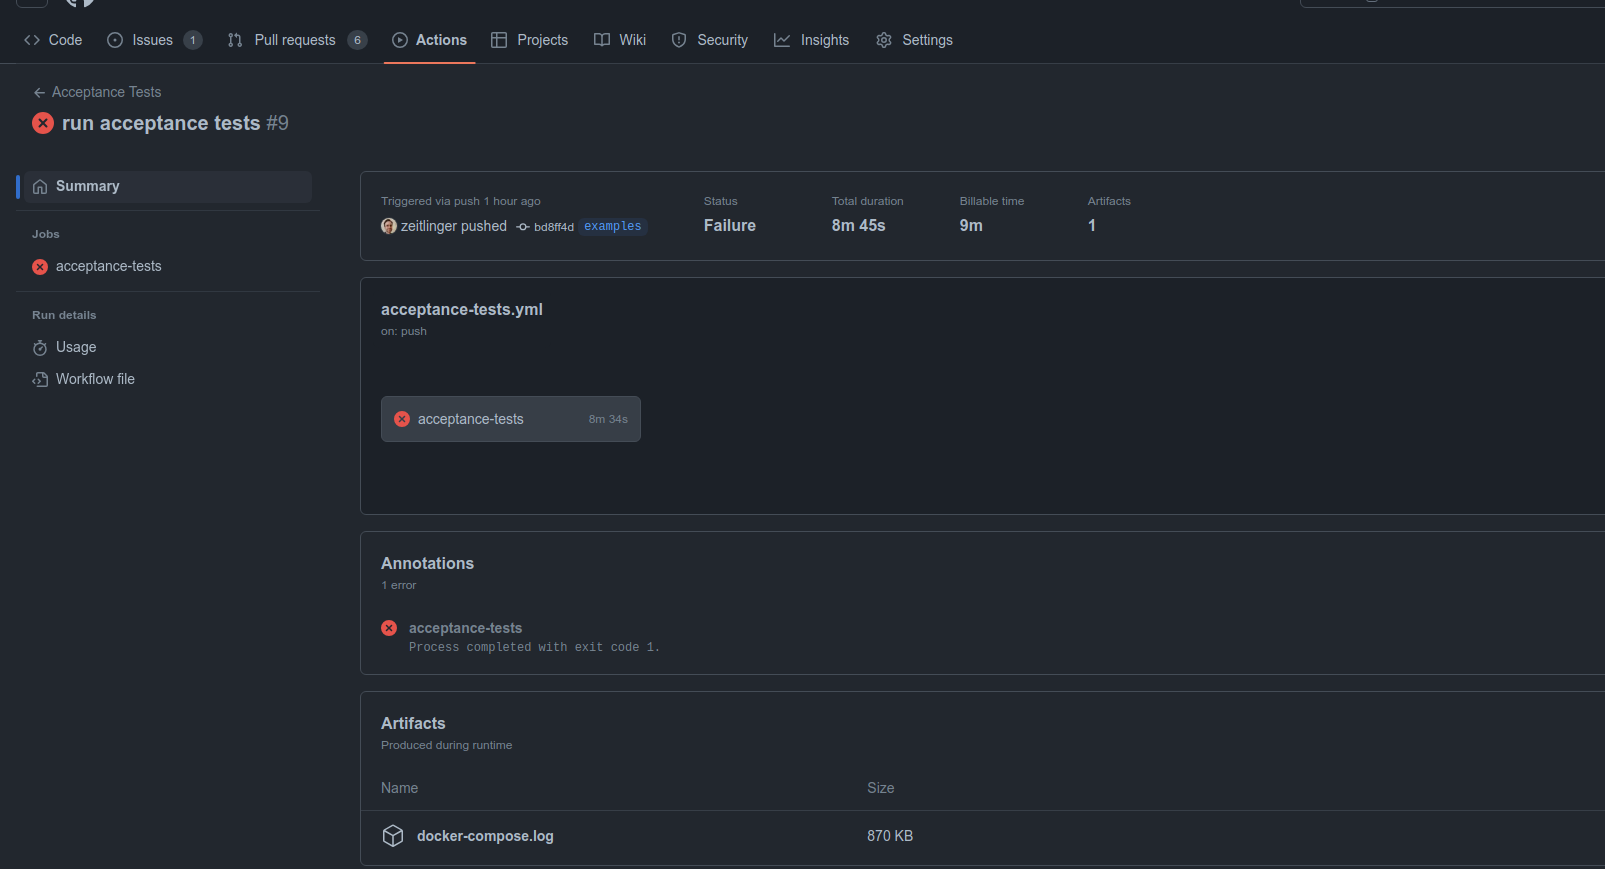 Code Issues 1 Pull requests 6 Actions Projects Wiki Security Insights Settings
Acceptance Tests
run acceptance tests #9
Summary
Jobs
acceptance-tests
Run details
Usage
Workflow file
Triggered via push 1 hour ago
zeitlinger pushed bd8ff4d examples
Status
Failure
Total duration
8m 45s
Billable time
9m
Artifacts
1
acceptance-tests.yml
on: push
acceptance-tests 8m 34s
Annotations
1 error
acceptance-tests
Process completed with exit code 1.
Artifacts
Produced during runtime
Name Size
docker-compose.log 870 KB